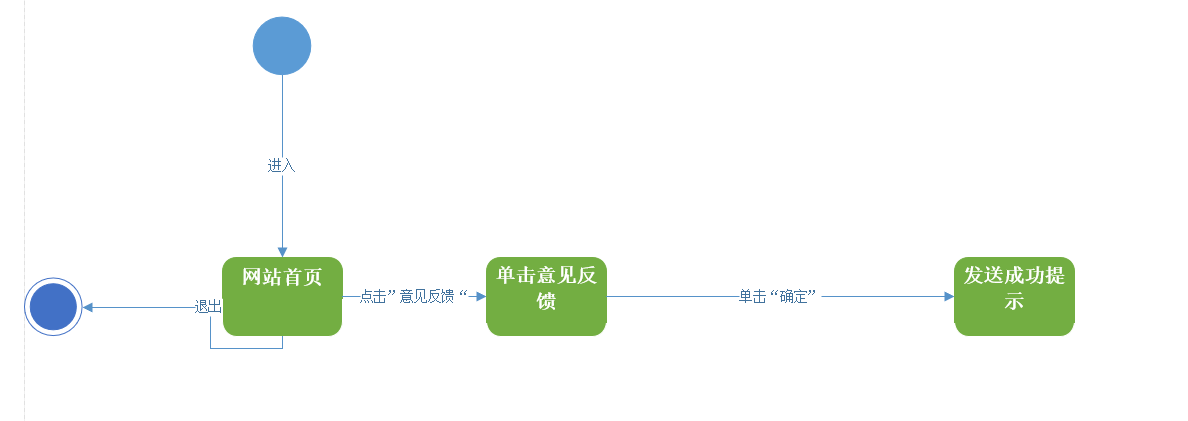 进入
网站首页
单击意见反
馈
发送成功提
示
退出
点击”意见反馈“
单击“确定”